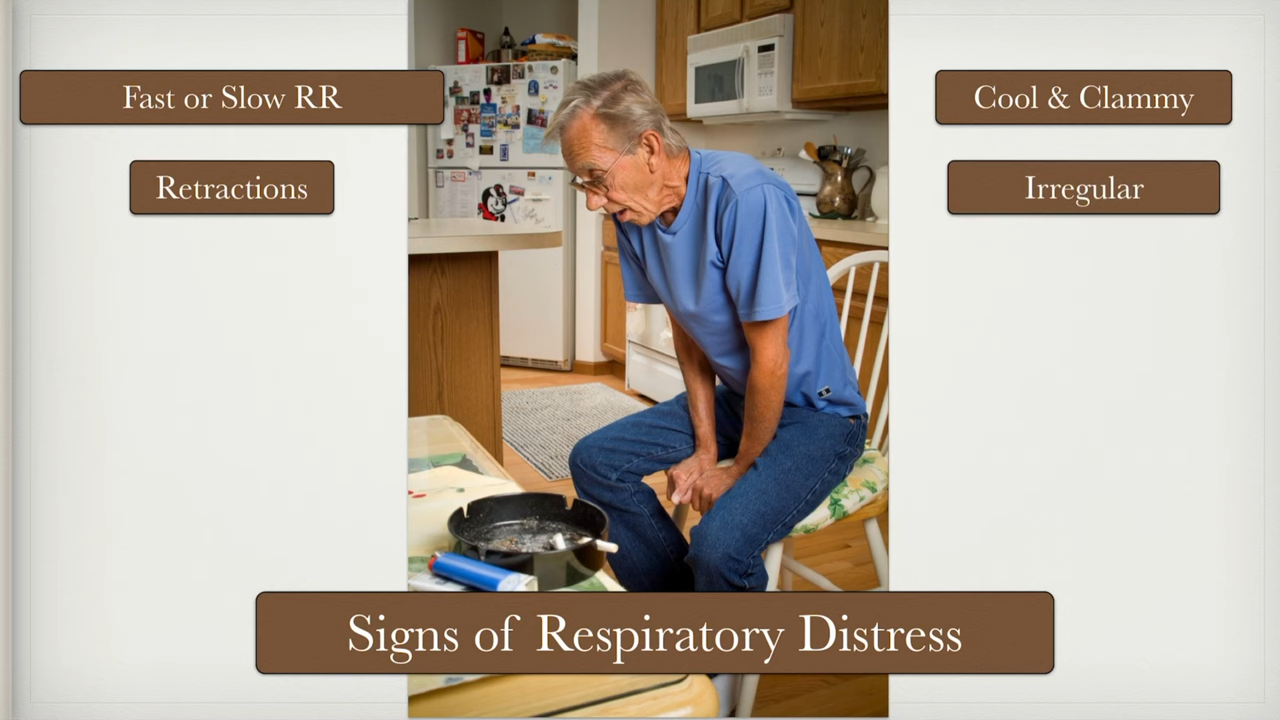 Fast or Slow RR
Cool & Clammy
Retractions
Irregular
Signs of Respiratory Distress